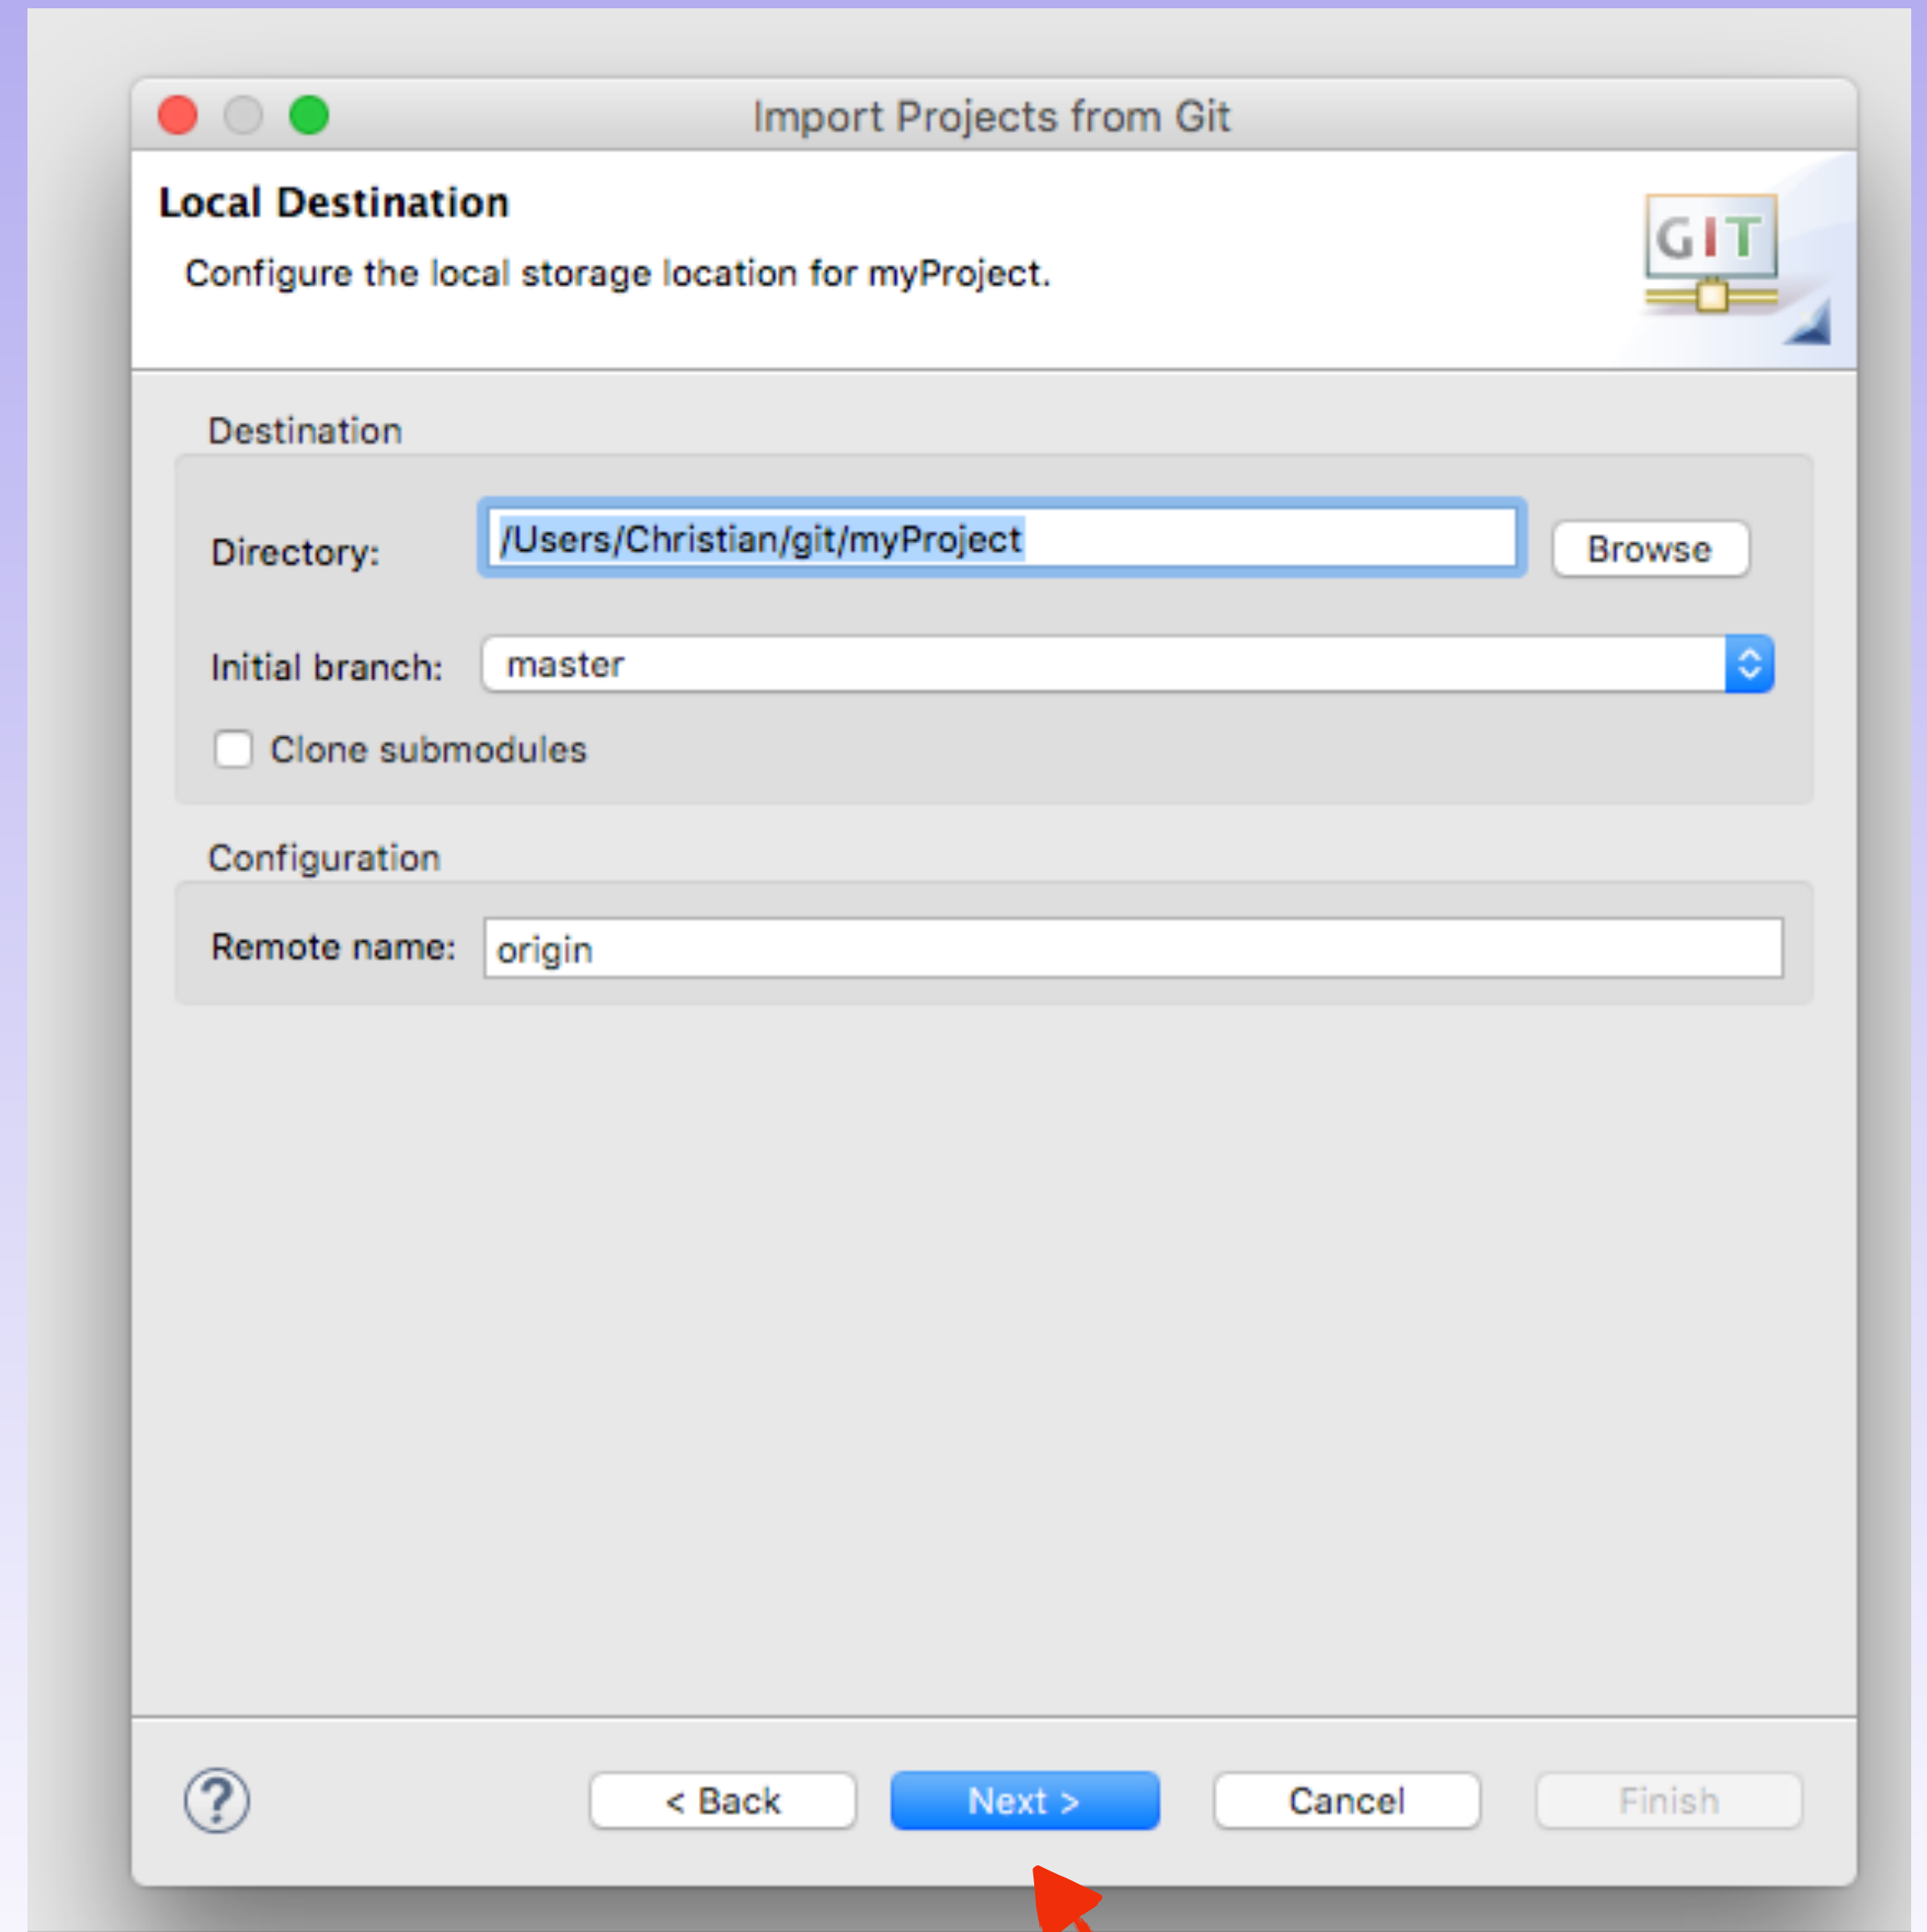 Import Projects from Git
Local Destination
Configure the local storage location for myProject.
GIT
Destination
Directory: /Users/Christian/git/myProject Browse
Initial branch: master
Clone submodules
Configuration
Remote name: origin
? < Back Next > Cancel Finish